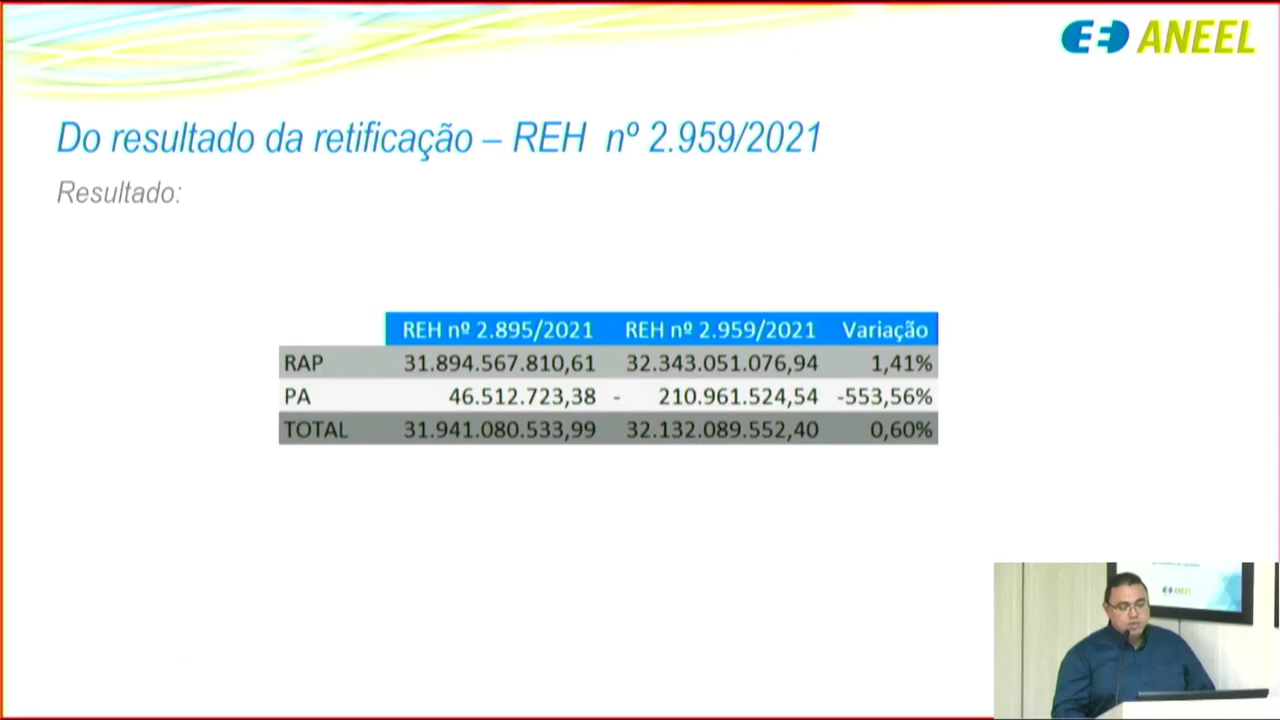 ANEEL
Do resultado da retificação – REH nº 2.959/2021
Resultado:
REH nº 2.895/2021 REH nº 2.959/2021 Variação
RAP 31.894.567.810,61 32.343.051.076,94 1,41%
PA 46.512.723,38 - 210.961.524,54 -553,56%
TOTAL 31.941.080.533,99 32.132.089.552,40 0,60%
ANEEL